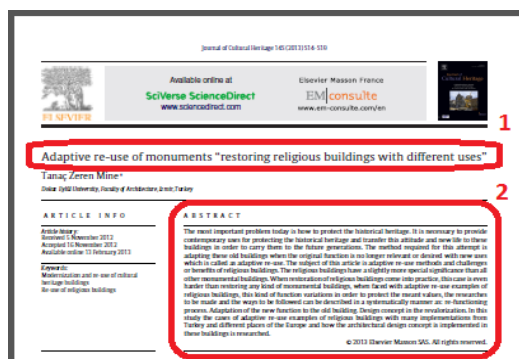 Journal of Cultural Heritage 16S (2013) S14–S19
Available online at
SciVerse ScienceDirect
www.sciencedirect.com
Elsevier Masson France
EM|consulte
www.em-consulte.com/en
ELSEVIER
1
Adaptive re-use of monuments “restoring religious buildings with different uses”
Tanaç Zeren Mine*
Dokuz Eylül University, Faculty of Architecture, Izmir, Turkey
2
ARTICLE INFO
Article history:
Received 5 November 2012
Accepted 16 November 2012
Available online 13 February 2013
Keywords:
Modernization and re-use of cultural
heritage buildings
Re-use of religious buildings
ABSTRACT
The most important problem today is how to protect the historical heritage. It is necessary to provide
contemporary uses for protecting the historical heritage and transfer this attitude and new life to these
buildings in order to carry them to the future generations. The method required for this attempt is
adapting these old buildings when the original function is no longer relevant or desired with new uses
which is called as adaptive re-use. The subject of this article is adaptive re-use methods and challenges
or benefits of religious buildings. The religious buildings have a slightly more special significance than all
other monumental buildings. When restoration of religious buildings come into practice, this case is even
harder than restoring any kind of monumental buildings, when faced with adaptive re-use examples of
religious buildings, this kind of function variations in order to protect the meant values, the researches
to be made and the ways to be followed can be described in a systematically manner as: re-functioning
process. Adaptation of the new function to the old building. Design concept in the revalorization. In this
study the cases of adaptive re-use examples of religious buildings with many implementations from
Turkey and different places of the Europe and how the architectural design concept is implemented in
these buildings is researched.
© 2013 Elsevier Masson SAS. All rights reserved.